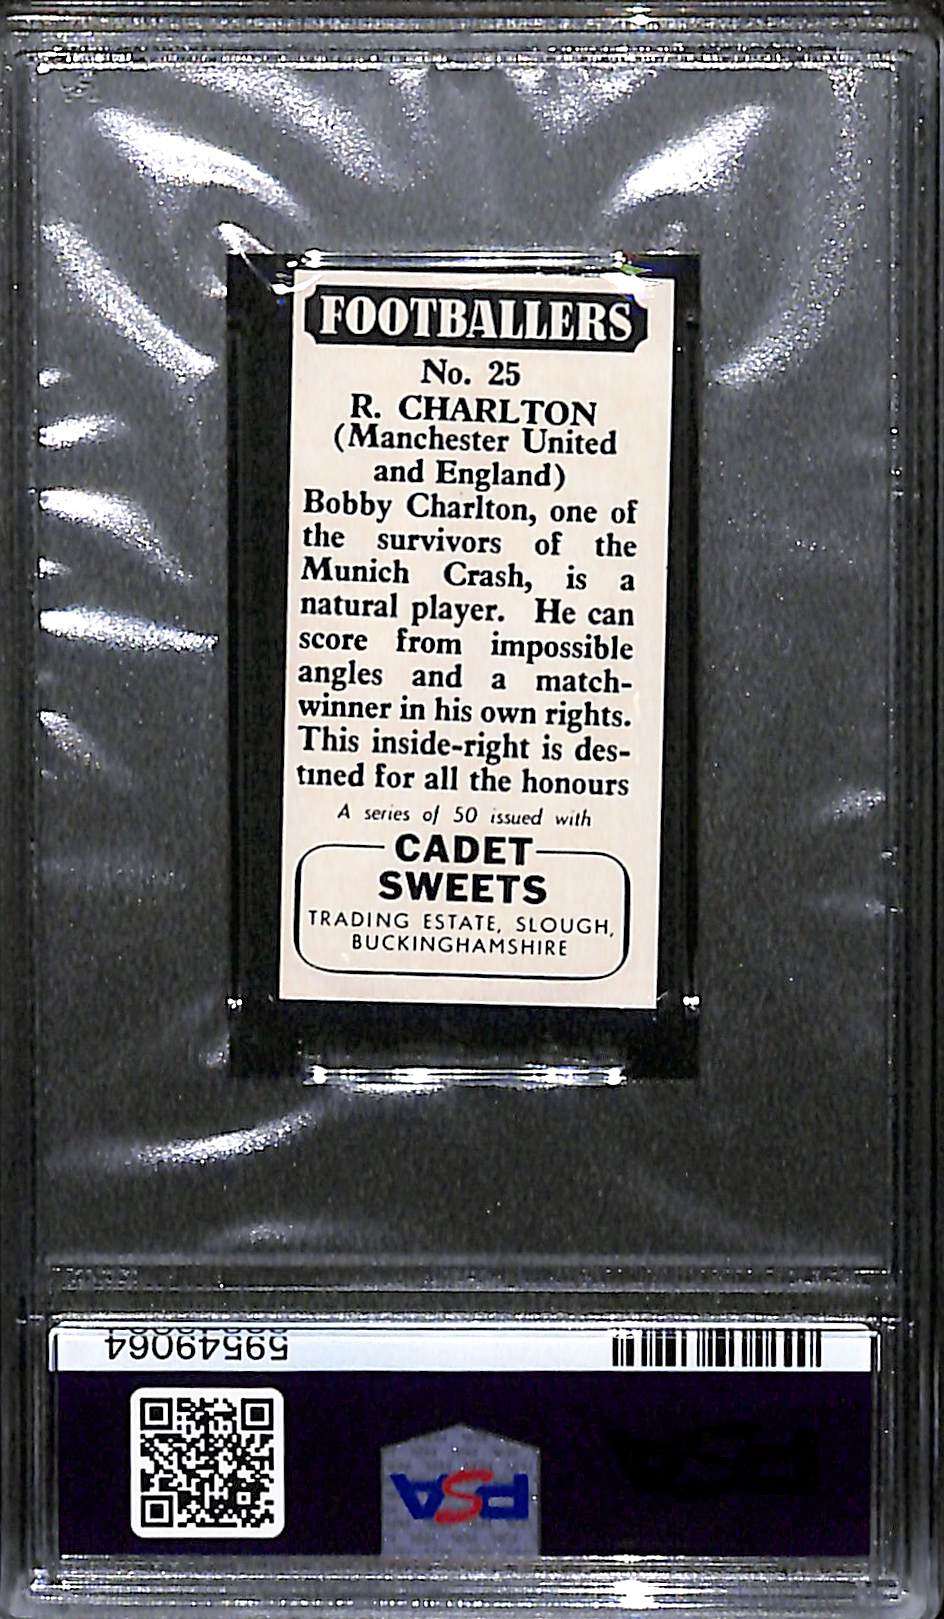 FOOTBALLERS
No. 25
R. CHARLTON
(Manchester United
and England)
Bobby Charlton, one of
the survivors of the
Munich Crash, is a
natural player. He can
score from impossible
angles and a match-
winner in his own rights.
This inside-right is des-
tined for all the honours
A series of 50 issued with
CADET
SWEETS
TRADING ESTATE, SLOUGH,
BUCKINGHAMSHIRE
59549064
PSA
PSA